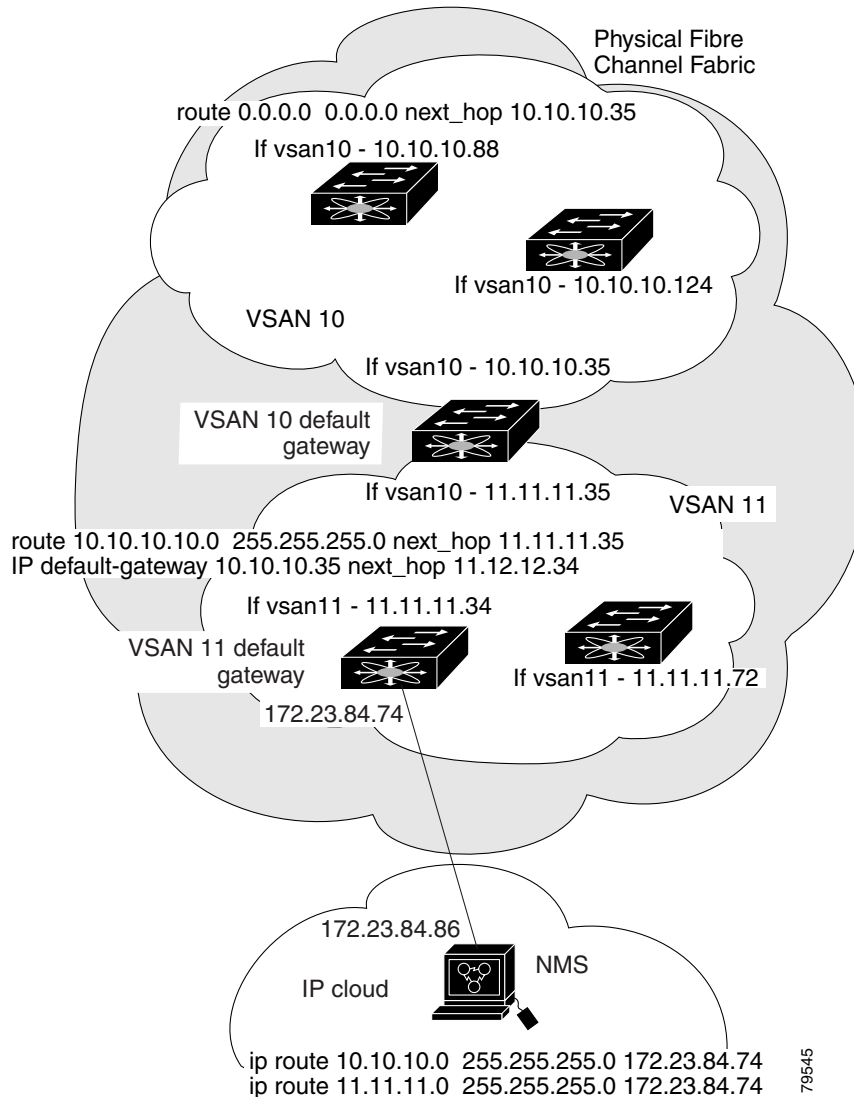 Physical Fibre
Channel Fabric
route 0.0.0.0 0.0.0.0 next_hop 10.10.10.35
If vsan10 - 10.10.10.88
If vsan10 - 10.10.10.124
VSAN 10
If vsan10 - 10.10.10.35
VSAN 10 default
gateway
If vsan10 - 11.11.11.35
VSAN 11
route 10.10.10.10.0 255.255.255.0 next_hop 11.11.11.35
IP default-gateway 10.10.10.35 next_hop 11.12.12.34
If vsan11 - 11.11.11.34
VSAN 11 default
gateway
If vsan11 - 11.11.11.72
172.23.84.74
172.23.84.86
NMS
IP cloud
ip route 10.10.10.0 255.255.255.0 172.23.84.74
ip route 11.11.11.0 255.255.255.0 172.23.84.74
79545